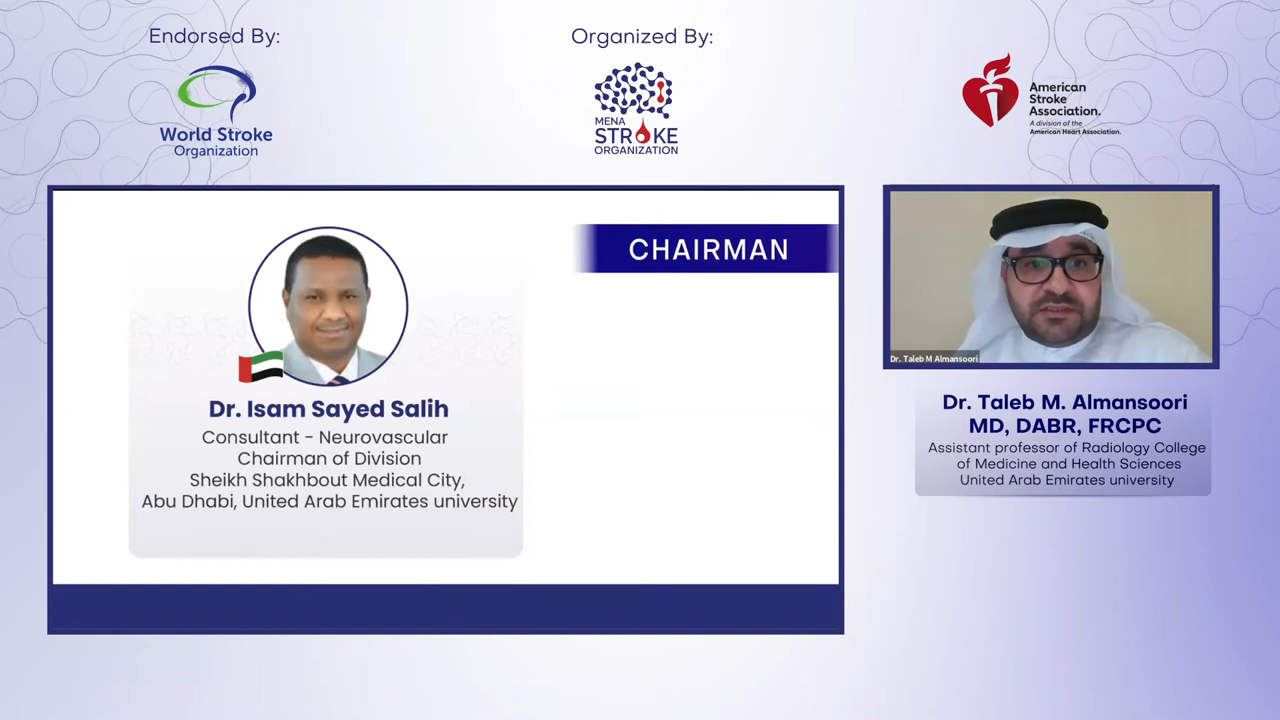 Endorsed By:
World Stroke
Organization
Organized By:
MENA
STROKE
ORGANIZATION
American
Stroke
Association.
A division of the
American Heart Association.
CHAIRMAN
Dr. Isam Sayed Salih
Consultant - Neurovascular
Chairman of Division
Sheikh Shakhbout Medical City,
Abu Dhabi, United Arab Emirates university
Dr. Taleb M Almansoori
Dr. Taleb M. Almansoori
MD, DABR, FRCPC
Assistant professor of Radiology College
of Medicine and Health Sciences
United Arab Emirates university